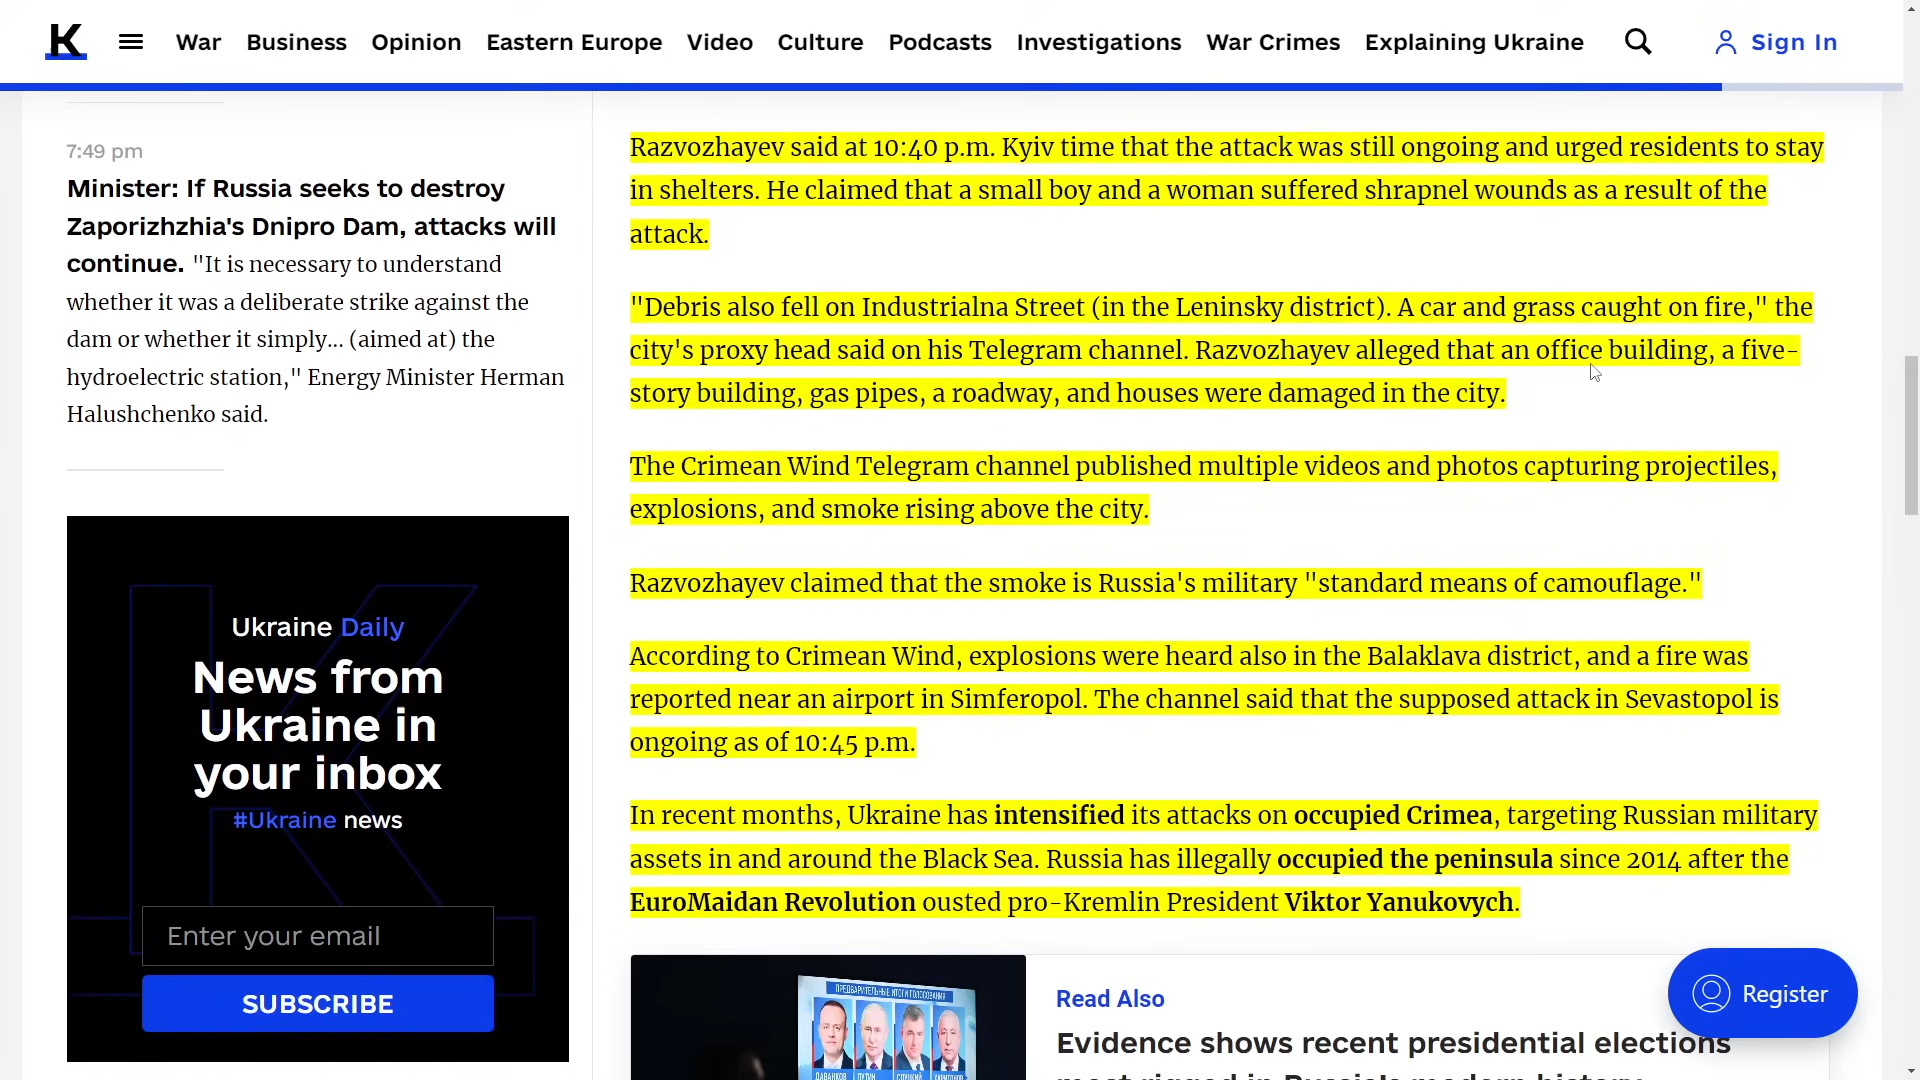 K War Business Opinion Eastern Europe Video Culture Podcasts Investigations War Crimes Explaining Ukraine Sign In
7:49 pm
Minister: If Russia seeks to destroy
Zaporizhzhia's Dnipro Dam, attacks will
continue. "It is necessary to understand
whether it was a deliberate strike against the
dam or whether it simply... (aimed at) the
hydroelectric station," Energy Minister Herman
Halushchenko said.
Ukraine Daily
News from
Ukraine in
your inbox
#Ukraine news
Enter your email
SUBSCRIBE
Razvozhayev said at 10:40 p.m. Kyiv time that the attack was still ongoing and urged residents to stay
in shelters. He claimed that a small boy and a woman suffered shrapnel wounds as a result of the
attack.
"Debris also fell on Industrialna Street (in the Leninsky district). A car and grass caught on fire," the
city's proxy head said on his Telegram channel. Razvozhayev alleged that an office building, a five-
story building, gas pipes, a roadway, and houses were damaged in the city.
The Crimean Wind Telegram channel published multiple videos and photos capturing projectiles,
explosions, and smoke rising above the city.
Razvozhayev claimed that the smoke is Russia's military "standard means of camouflage."
According to Crimean Wind, explosions were heard also in the Balaklava district, and a fire was
reported near an airport in Simferopol. The channel said that the supposed attack in Sevastopol is
ongoing as of 10:45 p.m.
In recent months, Ukraine has intensified its attacks on occupied Crimea, targeting Russian military
assets in and around the Black Sea. Russia has illegally occupied the peninsula since 2014 after the
EuroMaidan Revolution ousted pro-Kremlin President Viktor Yanukovych.
ПРЕДВАРИТЕЛЬНЫЕ ИТОГИ ГОЛОСОВАНИЯ
ДАВАНКОВ ПУТИН СЛУЦКИЙ ХАРИТОНОВ
Read Also
Evidence shows recent presidential elections
most rigged in Russia's modern history
Register